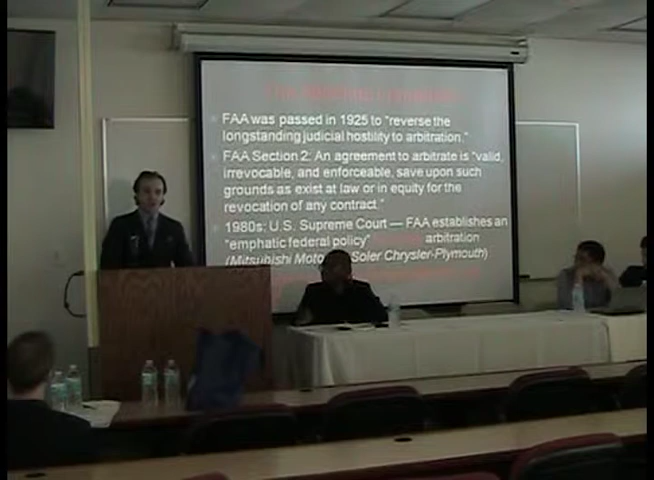 FAA was passed in 1925 to "reverse the
longstanding judicial hostility to arbitration."
FAA Section 2: An agreement to arbitrate is "valid,
irrevocable, and enforceable, save upon such
grounds as exist at law or in equity for the
revocation of any contract."
1980s: U.S. Supreme Court — FAA establishes an
"emphatic federal policy" arbitration
(Mitsubishi Soler Chrysler-Plymouth)